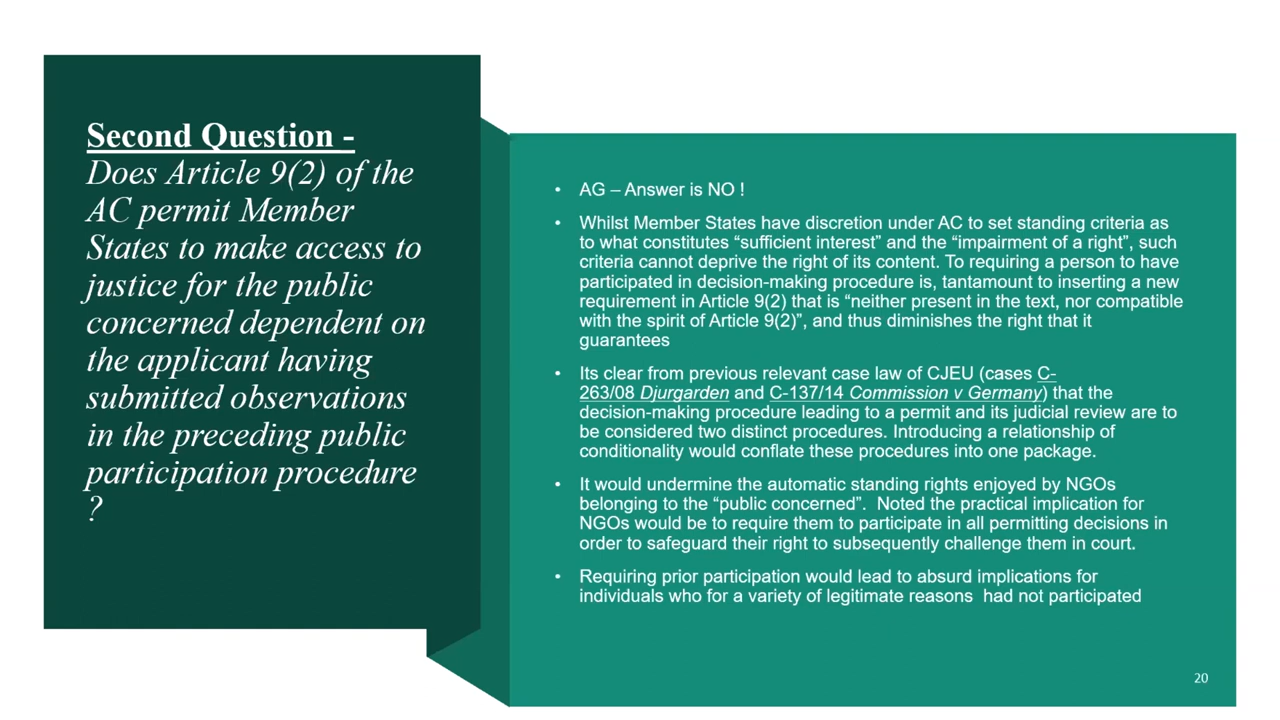 Second Question -
Does Article 9(2) of the
AC permit Member
States to make access to
justice for the public
concerned dependent on
the applicant having
submitted observations
in the preceding public
participation procedure
?
• AG – Answer is NO !
• Whilst Member States have discretion under AC to set standing criteria as
to what constitutes “sufficient interest” and the “impairment of a right”, such
criteria cannot deprive the right of its content. To requiring a person to have
participated in decision-making procedure is, tantamount to inserting a new
requirement in Article 9(2) that is “neither present in the text, nor compatible
with the spirit of Article 9(2)”, and thus diminishes the right that it
guarantees
• Its clear from previous relevant case law of CJEU (cases C-
263/08 Djurgarden and C-137/14 Commission v Germany) that the
decision-making procedure leading to a permit and its judicial review are to
be considered two distinct procedures. Introducing a relationship of
conditionality would conflate these procedures into one package.
• It would undermine the automatic standing rights enjoyed by NGOs
belonging to the “public concerned”.  Noted the practical implication for
NGOs would be to require them to participate in all permitting decisions in
order to safeguard their right to subsequently challenge them in court.
• Requiring prior participation would lead to absurd implications for
individuals who for a variety of legitimate reasons  had not participated
20